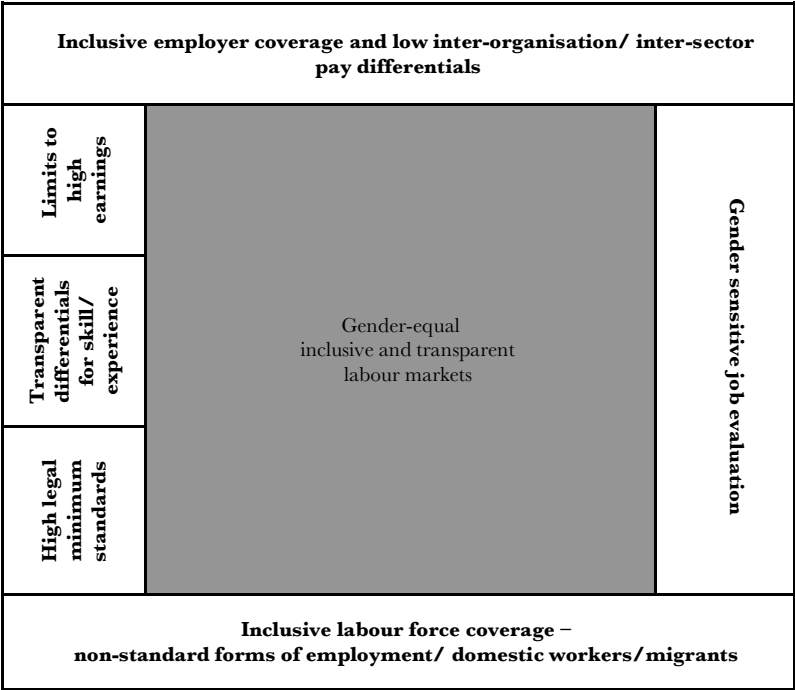 Inclusive employer coverage and low inter-organisation/ inter-sector
pay differentials
Limits to
high
earnings
Transparent
differentials
for skill/
experience
High legal
minimum
standards
Gender-equal
inclusive and transparent
labour markets
Gender sensitive job evaluation
Inclusive labour force coverage –
non-standard forms of employment/ domestic workers/migrants